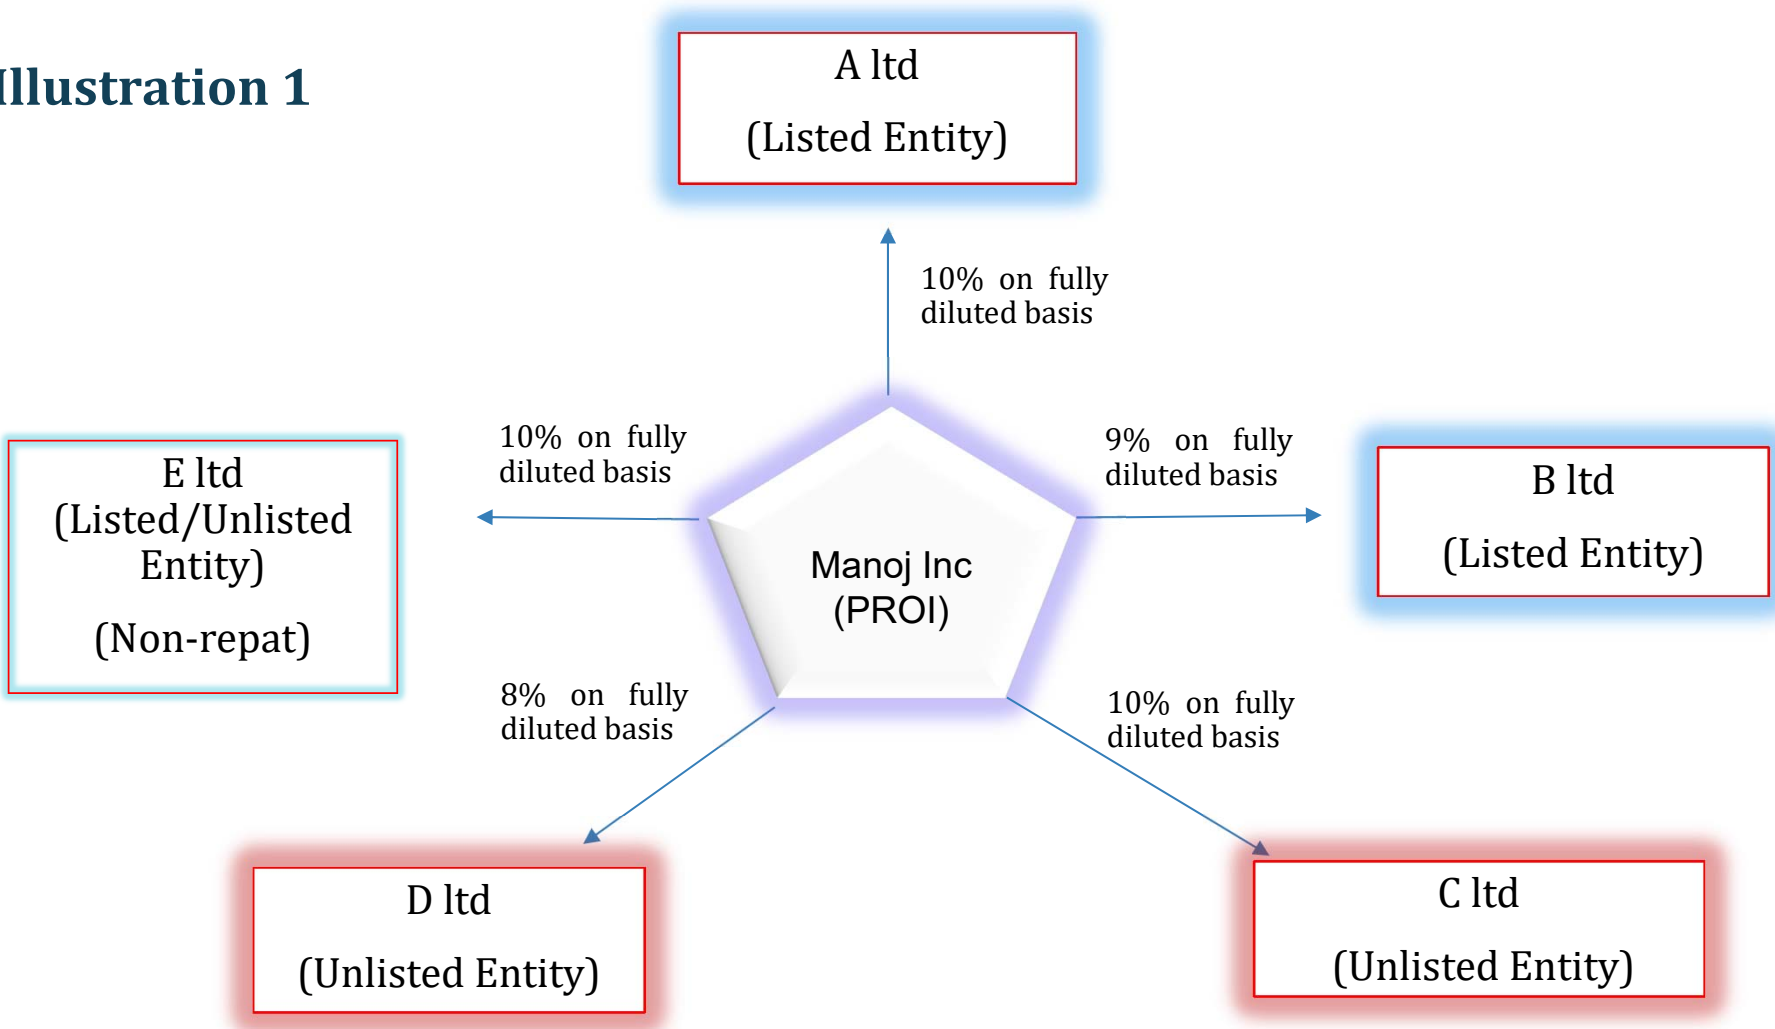 Illustration 1
A ltd
(Listed Entity)
10% on fully
diluted basis
10% on fully
diluted basis
9% on fully
diluted basis
E ltd
(Listed/Unlisted
Entity)
(Non-repat)
B ltd
(Listed Entity)
Manoj Inc
(PROI)
8% on fully
diluted basis
10% on fully
diluted basis
D ltd
(Unlisted Entity)
C ltd
(Unlisted Entity)